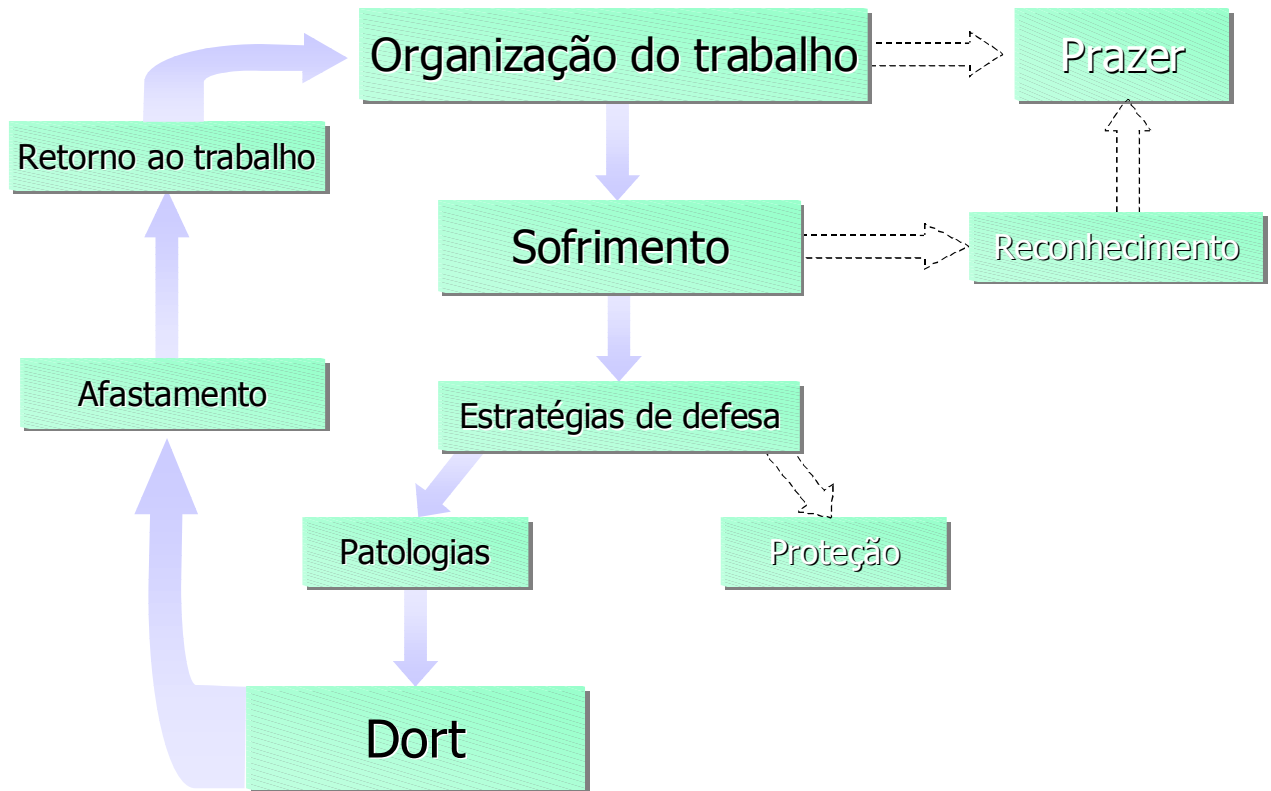 Organização do trabalho
Prazer
Retorno ao trabalho
Sofrimento
Reconhecimento
Afastamento
Estratégias de defesa
Patologias
Proteção
Dort